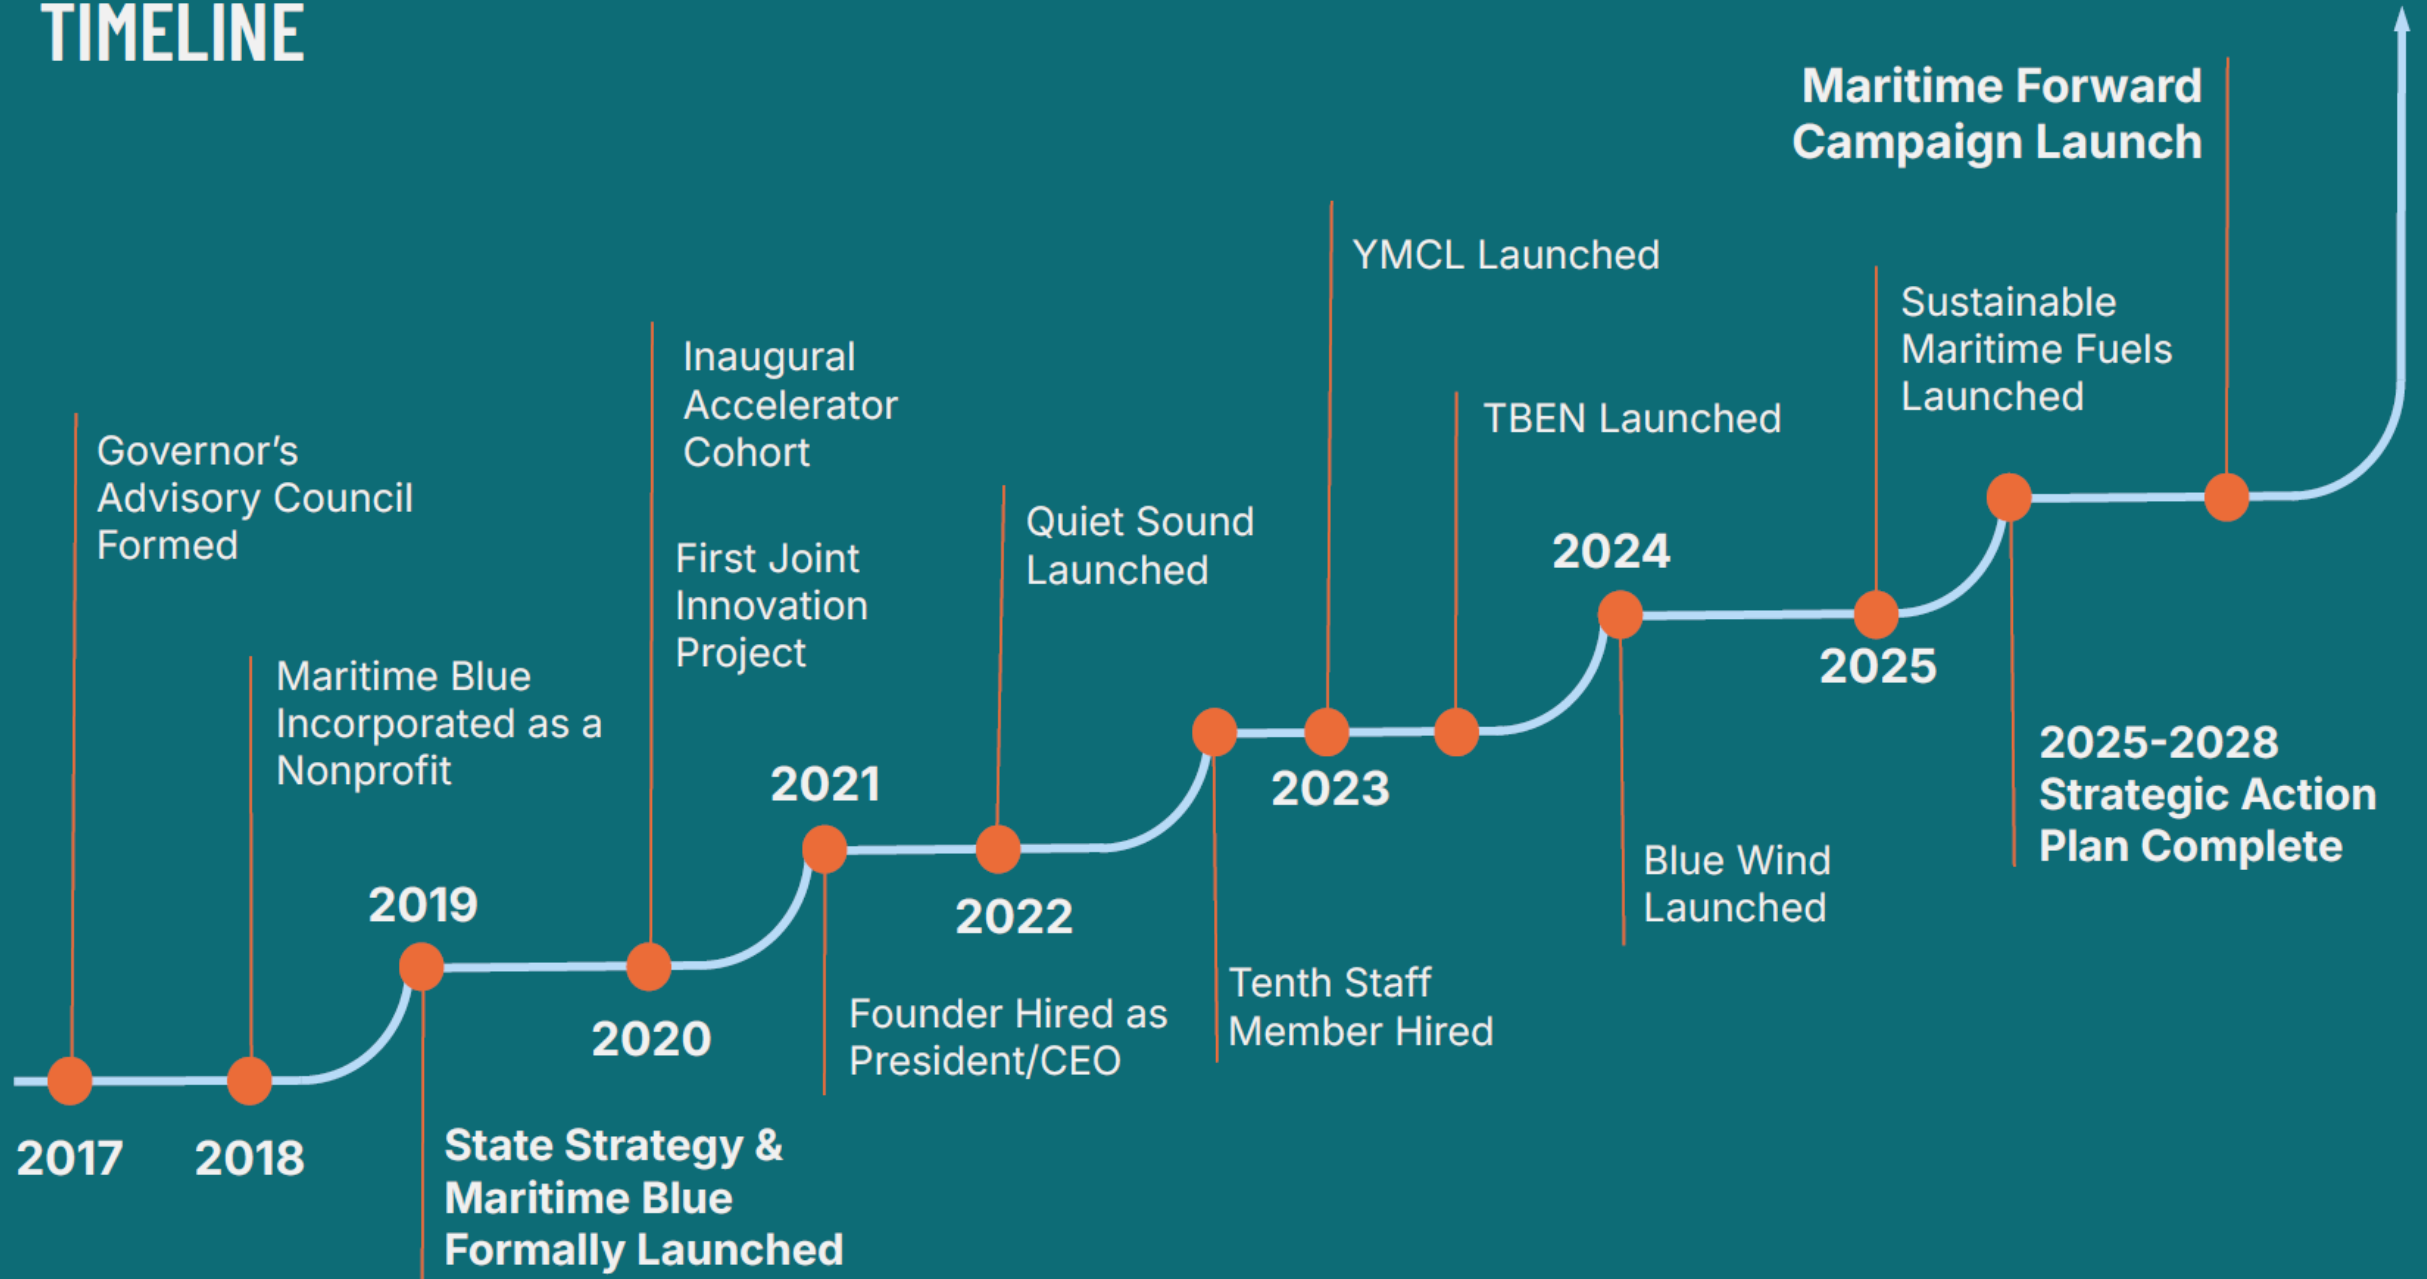 TIMELINE
Governor’s
Advisory Council
Formed
2017
Maritime Blue
Incorporated as a
Nonprofit
2018
2019
State Strategy &
Maritime Blue
Formally Launched
Inaugural
Accelerator
Cohort
First Joint
Innovation
Project
2020
2021
Founder Hired as
President/CEO
Quiet Sound
Launched
2022
Tenth Staff
Member Hired
YMCL Launched
2023
TBEN Launched
2024
Blue Wind
Launched
Sustainable
Maritime Fuels
Launched
2025
2025-2028
Strategic Action
Plan Complete
Maritime Forward
Campaign Launch